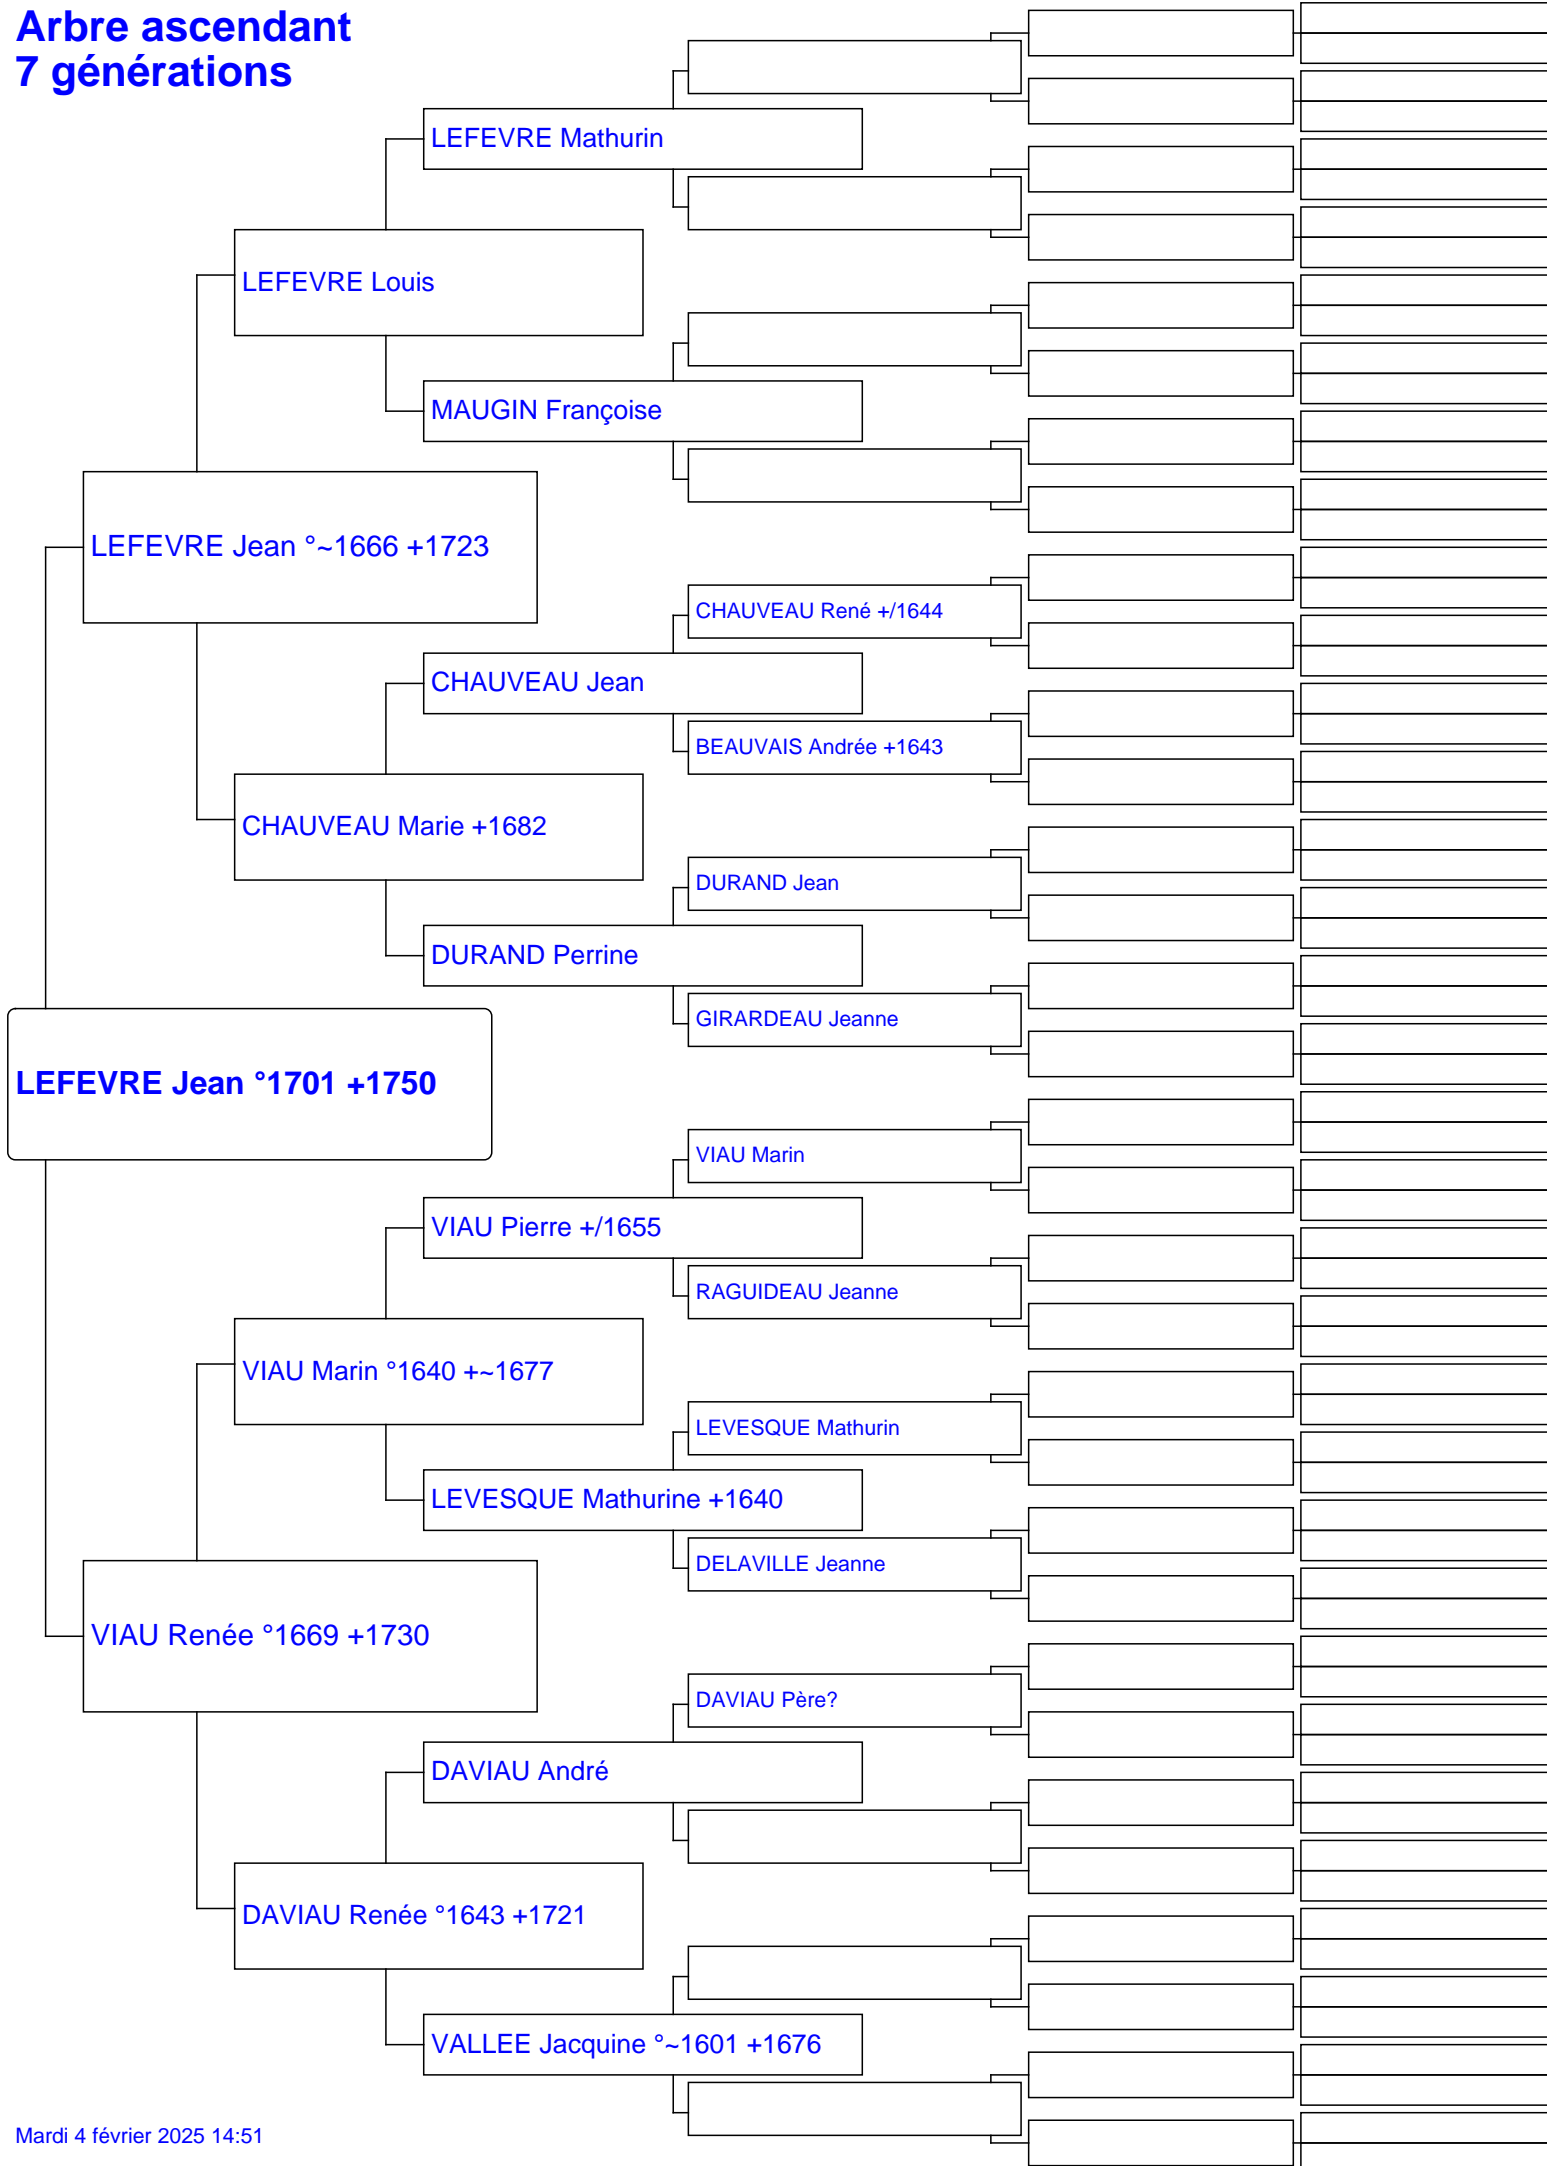 Arbre ascendant
7 générations
LEFEVRE Mathurin
LEFEVRE Louis
MAUGIN Françoise
LEFEVRE Jean °~1666 +1723
CHAUVEAU René +/1644
CHAUVEAU Jean
BEAUVAIS Andrée +1643
CHAUVEAU Marie +1682
DURAND Jean
DURAND Perrine
GIRARDEAU Jeanne
LEFEVRE Jean °1701 +1750
VIAU Marin
VIAU Pierre +/1655
RAGUIDEAU Jeanne
VIAU Marin °1640 +~1677
LEVESQUE Mathurin
LEVESQUE Mathurine +1640
DELAVILLE Jeanne
VIAU Renée °1669 +1730
DAVIAU Père?
DAVIAU André
DAVIAU Renée °1643 +1721
VALLEE Jacquine °~1601 +1676
Mardi 4 février 2025 14:51